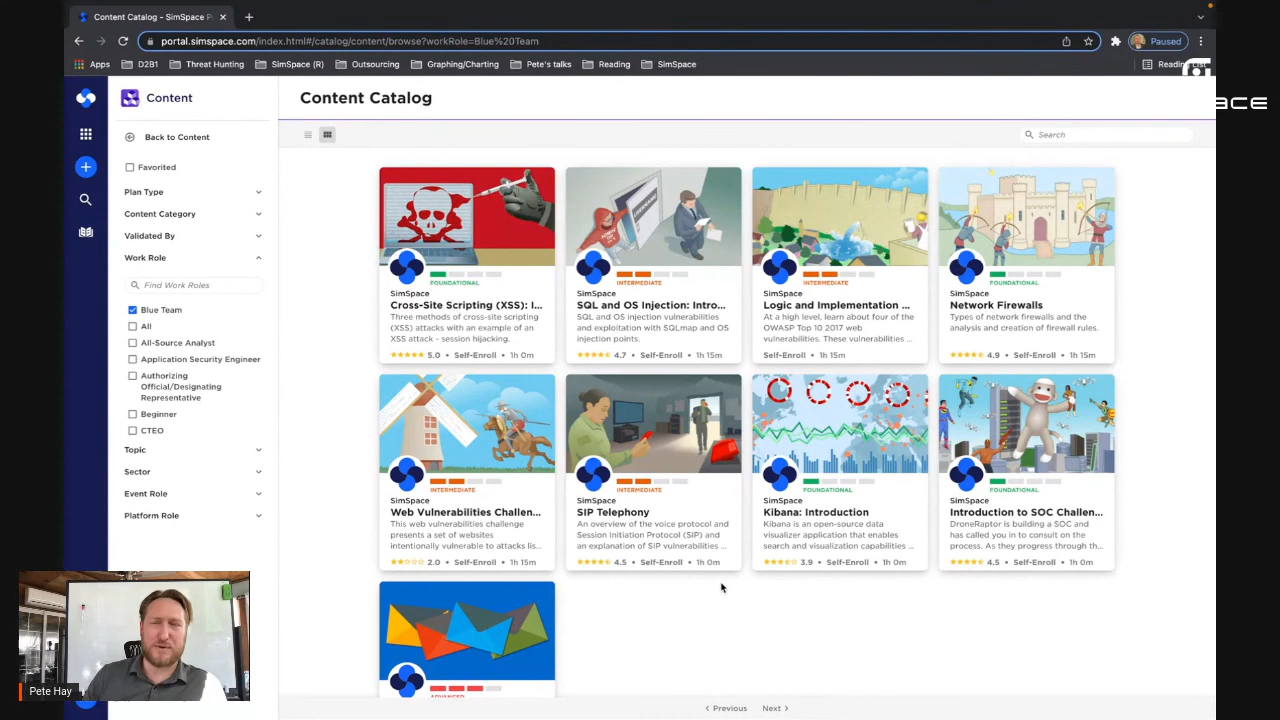 Content Catalog - SimSpace P
portal.simspace.com/index.html#/catalog/content/browse?workRole=Blue%20Team
Paused
Apps
D2B1
Threat Hunting
SimSpace (R)
Outsourcing
Graphing/Charting
Pete's talks
Reading
SimSpace
Reading List
ace
Content
Back to Content
Favorited
Plan Type
Content Category
Validated By
Work Role
Find Work Roles
Blue Team
All
All-Source Analyst
Application Security Engineer
Authorizing
Official/Designating
Representative
Beginner
CTEO
Topic
Sector
Event Role
Platform Role
Content Catalog
Search
FOUNDATIONAL
SimSpace
Cross-Site Scripting (XSS): I...
Three methods of cross-site scripting
(XSS) attacks with an example of an
XSS attack - session hijacking.
5.0 • Self-Enroll • 1h 0m
USERNAME
INTERMEDIATE
SimSpace
SQL and OS Injection: Intro...
SQL and OS injection vulnerabilities
and exploitation with SQLmap and OS
injection points.
4.7 • Self-Enroll • 1h 15m
INTERMEDIATE
SimSpace
Logic and Implementation ...
At a high level, learn about four of the
OWASP Top 10 2017 web
vulnerabilities. These vulnerabilities ...
Self-Enroll • 1h 15m
FOUNDATIONAL
SimSpace
Network Firewalls
Types of network firewalls and the
analysis and creation of firewall rules.
4.9 • Self-Enroll • 1h 15m
INTERMEDIATE
SimSpace
Web Vulnerabilities Challen...
This web vulnerabilities challenge
presents a set of websites
intentionally vulnerable to attacks lis...
2.0 • Self-Enroll • 1h 15m
INTERMEDIATE
SimSpace
SIP Telephony
An overview of the voice protocol and
Session Initiation Protocol (SIP) and
an explanation of SIP vulnerabilities ...
4.5 • Self-Enroll • 1h 0m
FOUNDATIONAL
SimSpace
Kibana: Introduction
Kibana is an open-source data
visualizer application that enables
search and visualization capabilities ...
3.9 • Self-Enroll • 1h 0m
FOUNDATIONAL
SimSpace
Introduction to SOC Challen...
DroneRaptor is building a SOC and
has called you in to consult on the
process. As they progress through th...
4.5 • Self-Enroll • 1h 0m
ADVANCED
Previous
Next
Pete Hay